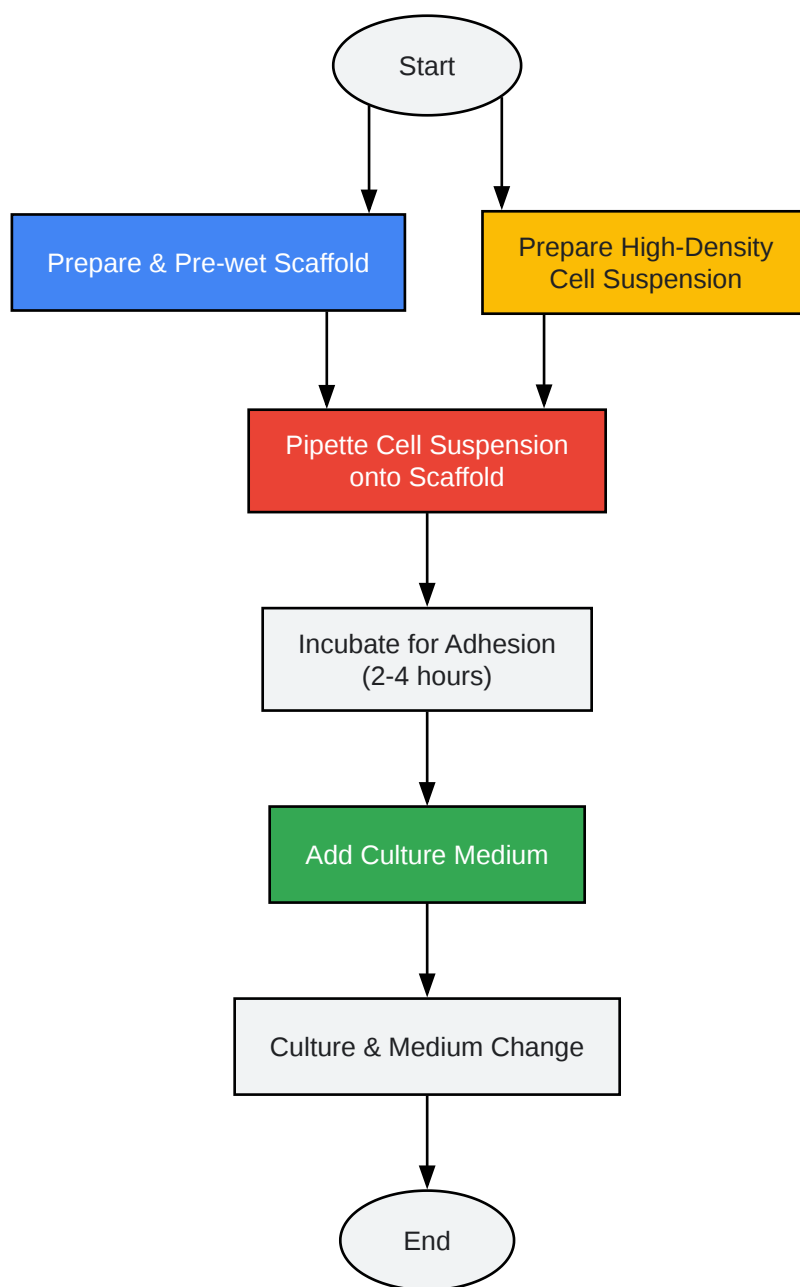 Start
Prepare & Pre-wet Scaffold
Prepare High-Density
Cell Suspension
Pipette Cell Suspension
onto Scaffold
Incubate for Adhesion
(2-4 hours)
Add Culture Medium
Culture & Medium Change
End